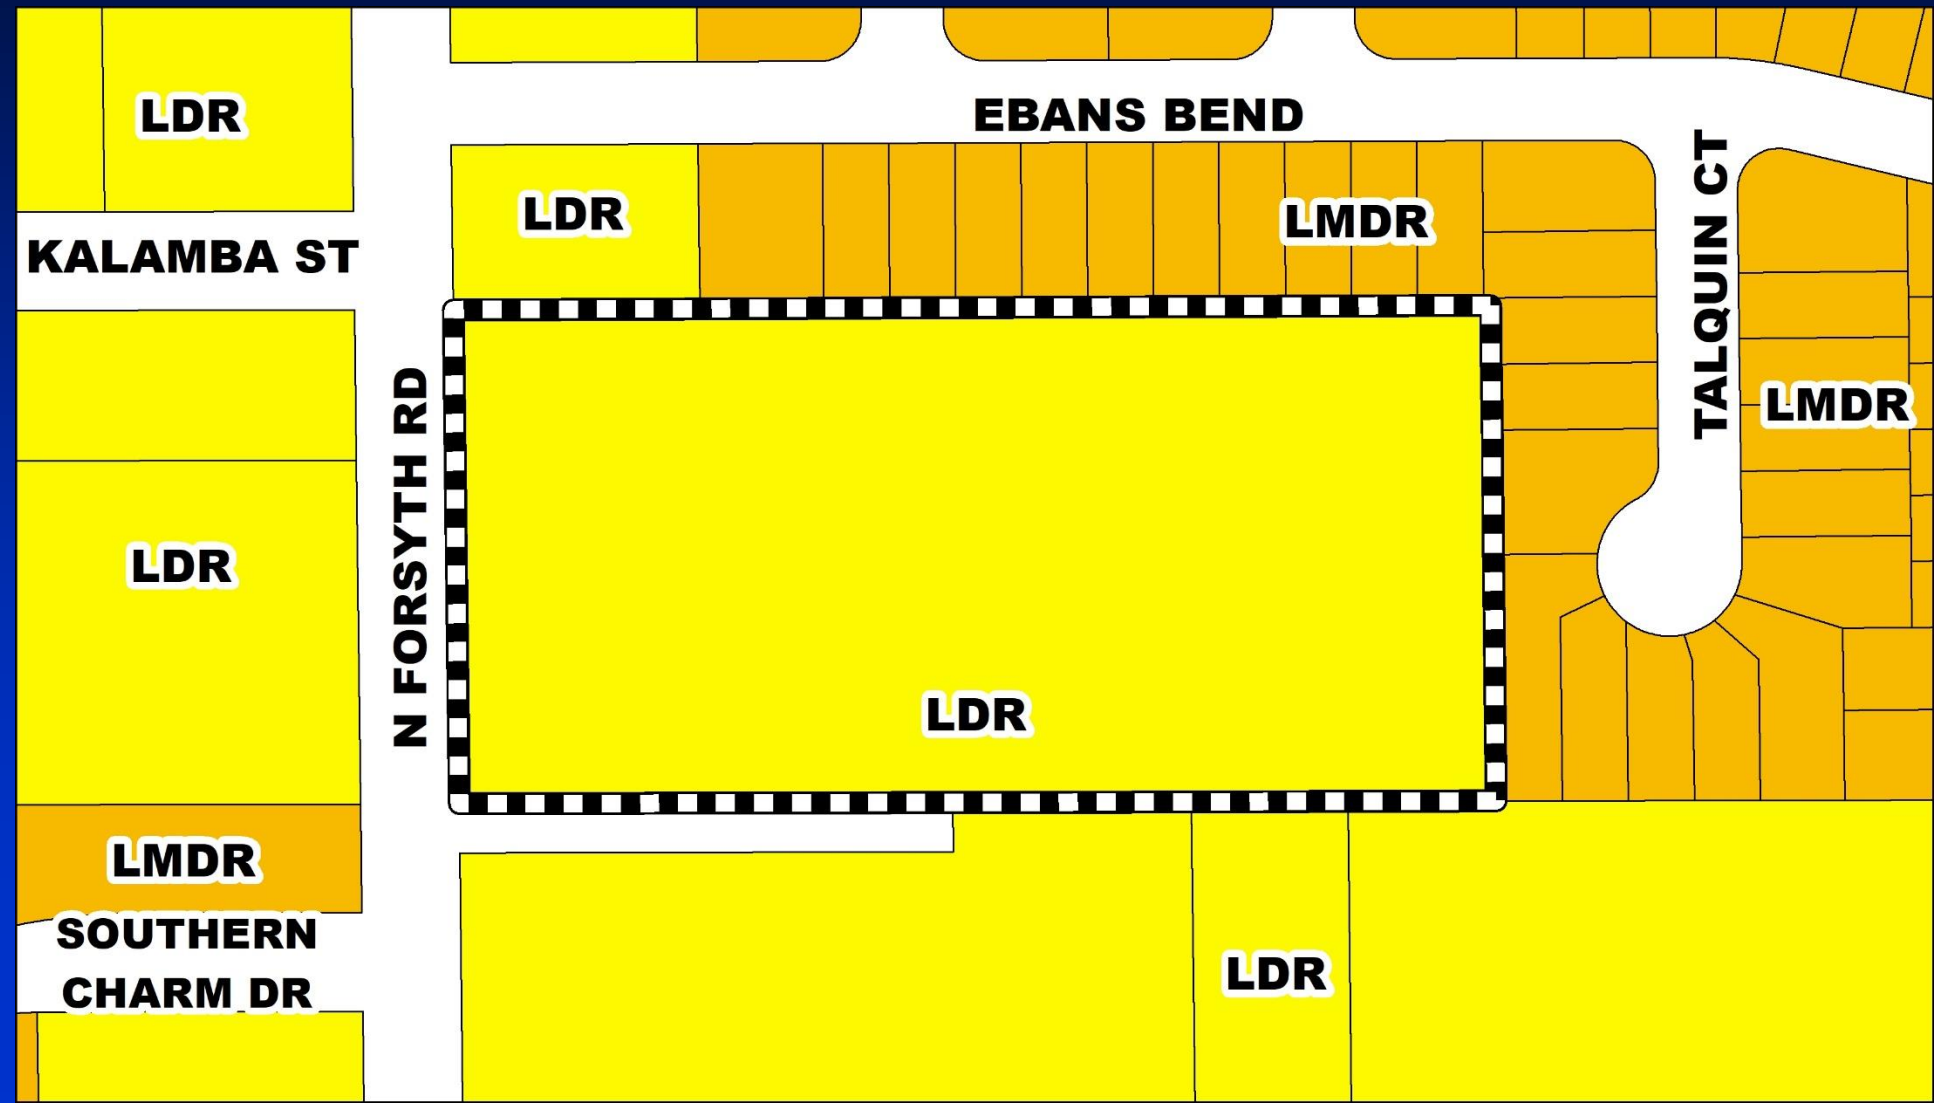 LDR
EBANS BEND
TALQUIN CT
LDR
LMDR
KALAMBA ST
N FORSYTH RD
LMDR
LDR
LDR
LMDR
SOUTHERN
CHARM DR
LDR